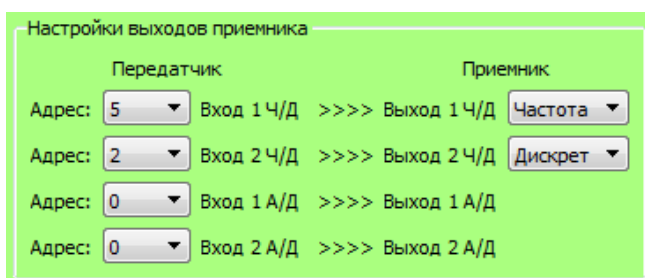 Настройки выходов приемника
Передатчик Приемник
Адрес: 5 Вход 1 Ч/Д >>>> Выход 1 Ч/Д Частота
Адрес: 2 Вход 2 Ч/Д >>>> Выход 2 Ч/Д Дискрет
Адрес: 0 Вход 1 А/Д >>>> Выход 1 А/Д
Адрес: 0 Вход 2 А/Д >>>> Выход 2 А/Д